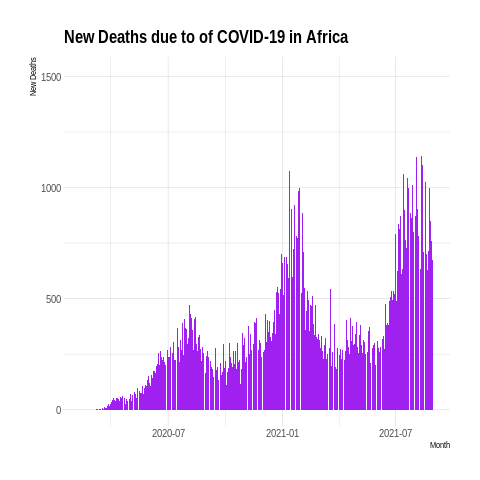 New Deaths due to of COVID-19 in Africa
New Deaths
1500
1000
500
0
2020-07
2021-01
2021-07
Month